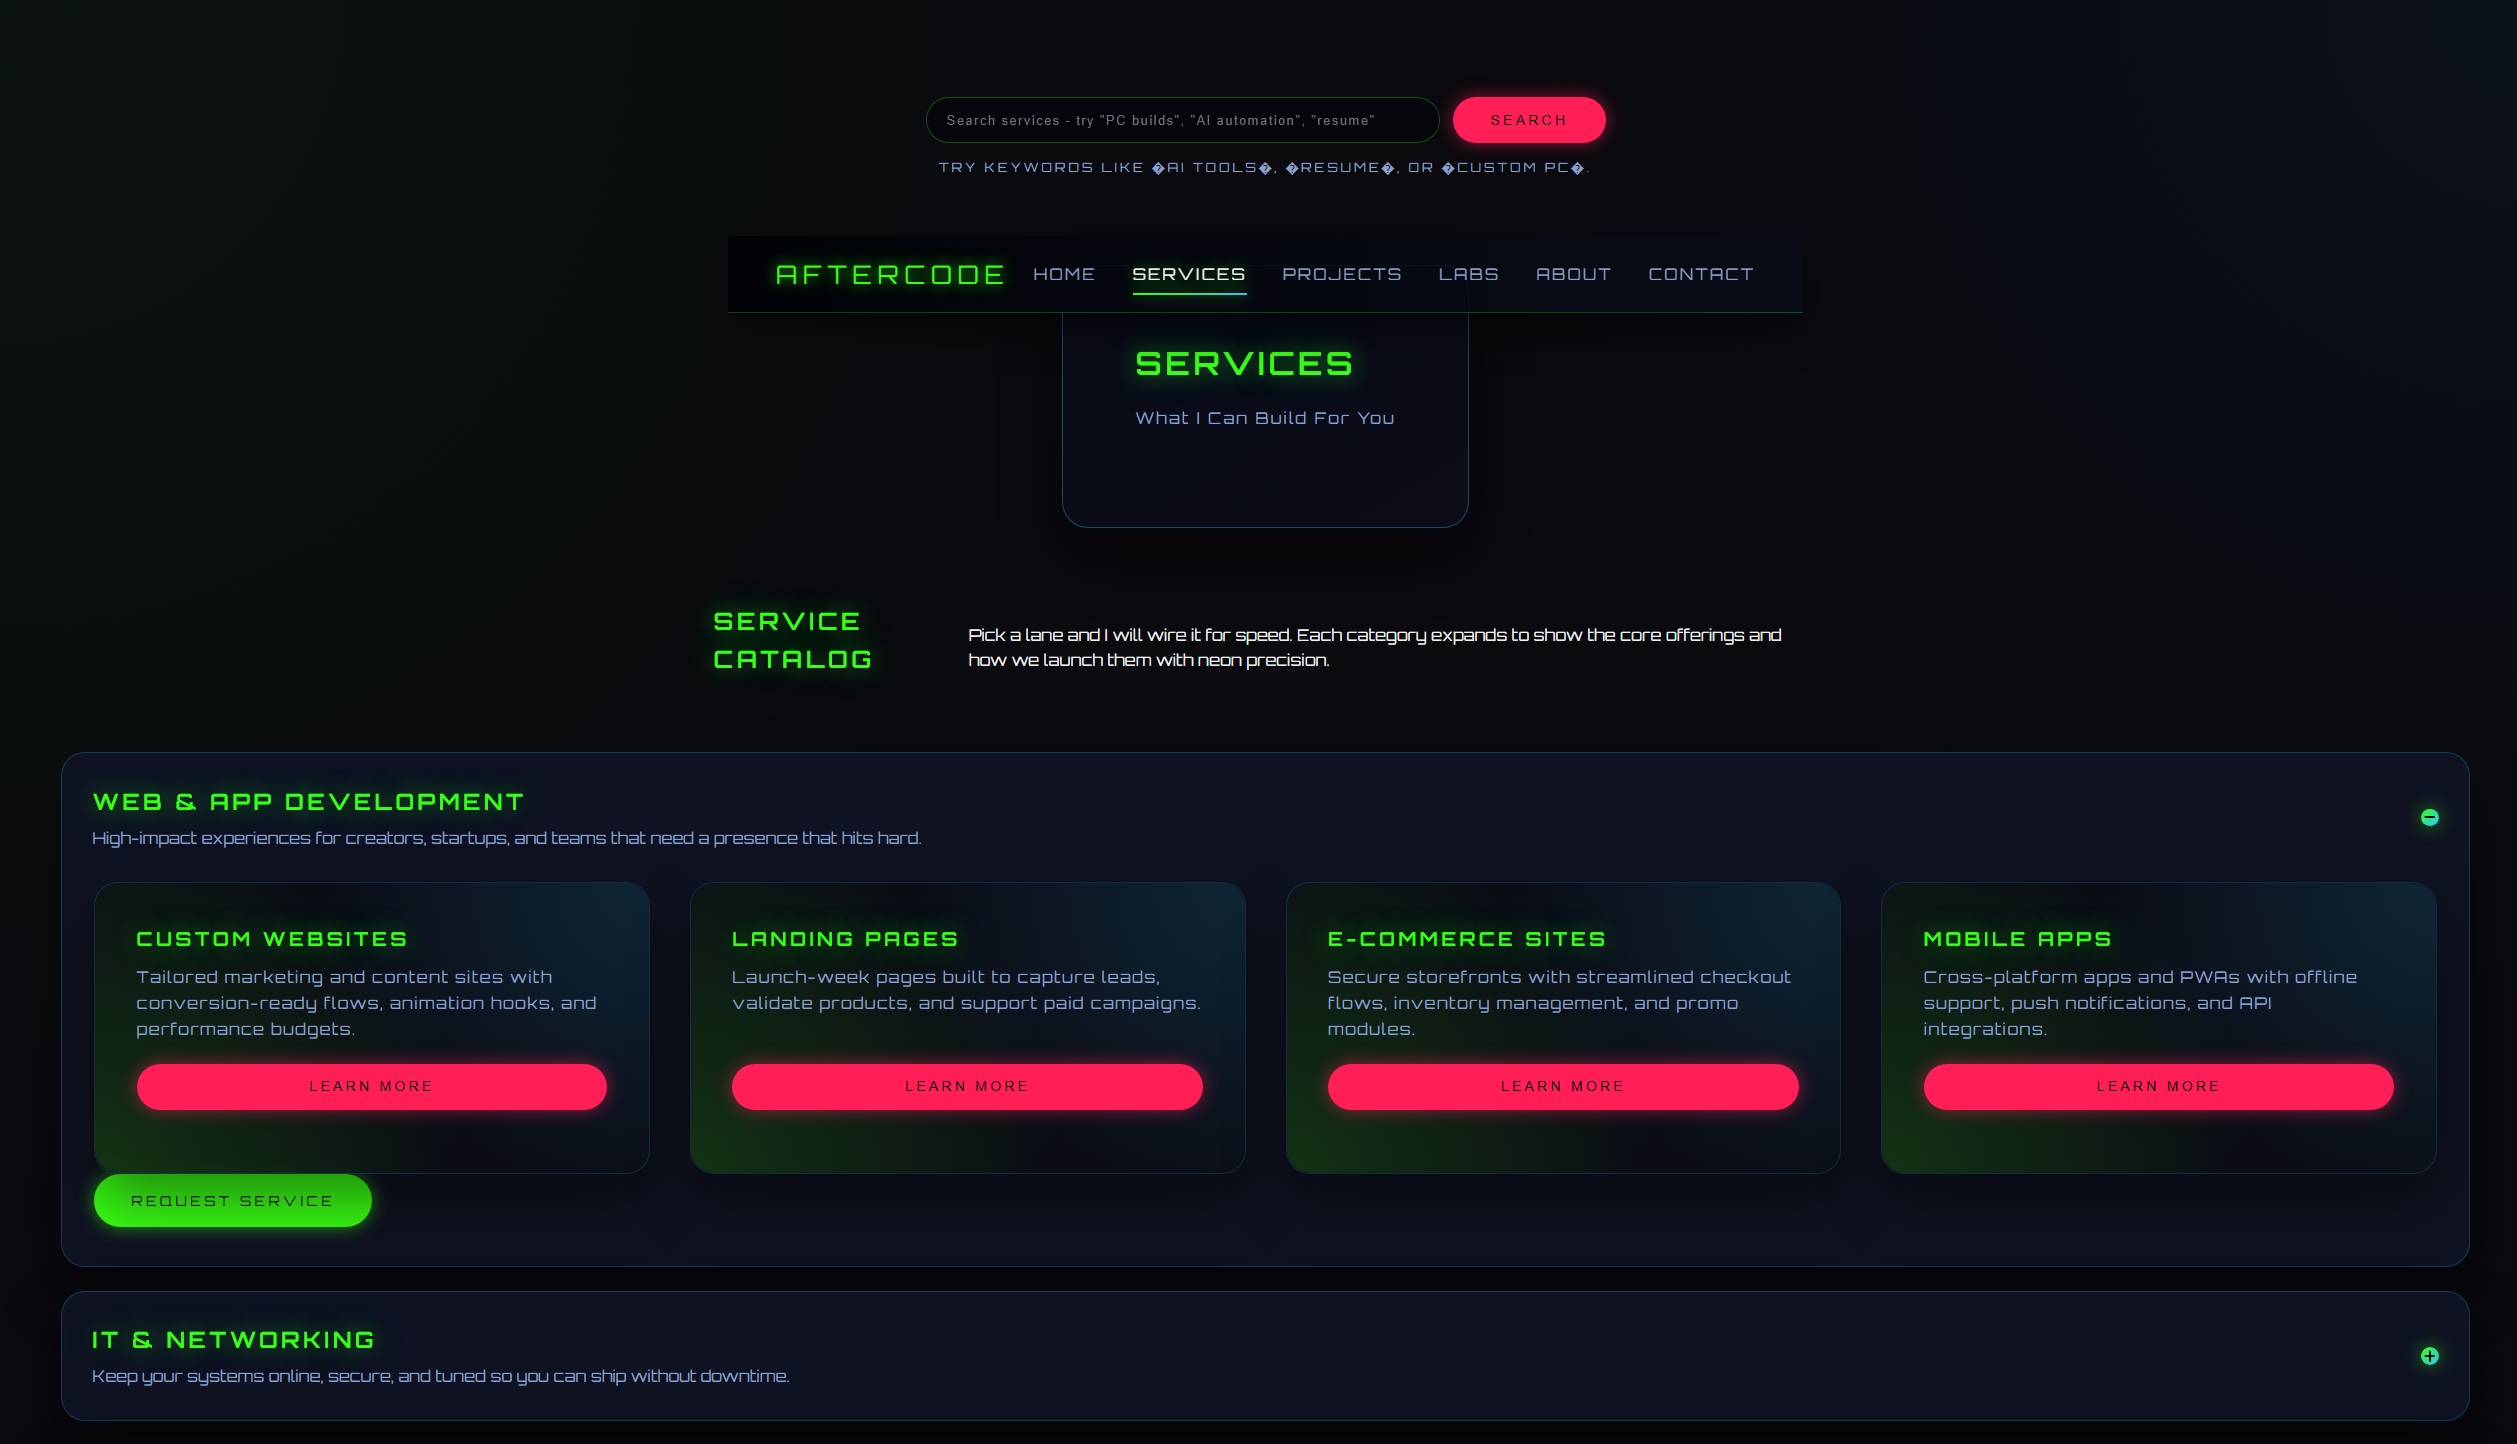 Search services - try "PC builds", "AI automation", "resume"
SEARCH
TRY KEYWORDS LIKE �AI TOOLS�, �RESUME�, OR �CUSTOM PC�.
AFTERCODE HOME SERVICES PROJECTS LABS ABOUT CONTACT
SERVICES
What I Can Build For You
SERVICE
CATALOG
Pick a lane and I will wire it for speed. Each category expands to show the core offerings and
how we launch them with neon precision.
WEB & APP DEVELOPMENT
High-impact experiences for creators, startups, and teams that need a presence that hits hard.
CUSTOM WEBSITES
Tailored marketing and content sites with
conversion-ready flows, animation hooks, and
performance budgets.
LEARN MORE
LANDING PAGES
Launch-week pages built to capture leads,
validate products, and support paid campaigns.
LEARN MORE
E-COMMERCE SITES
Secure storefronts with streamlined checkout
flows, inventory management, and promo
modules.
LEARN MORE
MOBILE APPS
Cross-platform apps and PWAs with offline
support, push notifications, and API
integrations.
LEARN MORE
REQUEST SERVICE
IT & NETWORKING
Keep your systems online, secure, and tuned so you can ship without downtime.